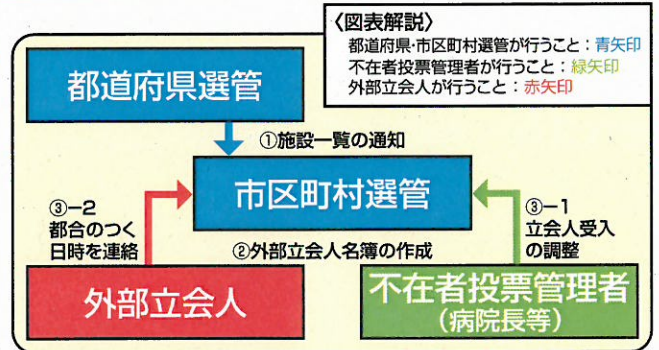 〈図表解説〉
都道府県・市区町村選管が行うこと：青矢印
不在者投票管理者が行うこと：緑矢印
外部立会人が行うこと：赤矢印
都道府県選管
①施設一覧の通知
市区町村選管
③−2
都合のつく
日時を連絡
③−1
立会人受入
の調整
②外部立会人名簿の作成
外部立会人
不在者投票管理者
（病院長等）